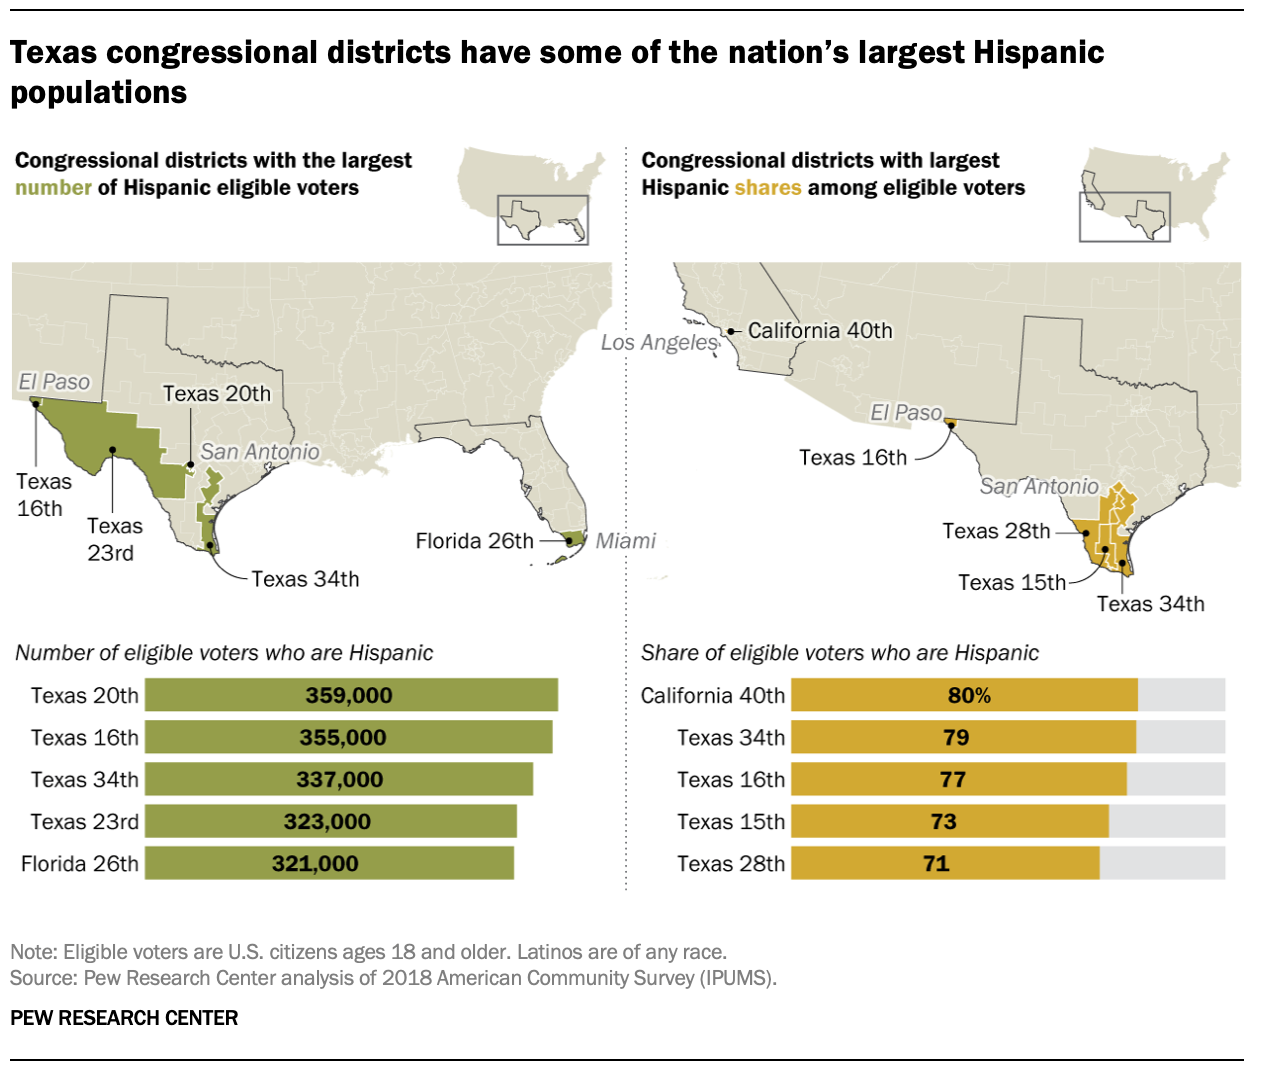 Texas congressional districts have some of the nation’s largest Hispanic
populations
Congressional districts with the largest
number of Hispanic eligible voters
El Paso
Texas 20th
San Antonio
Texas
16th
Texas
23rd
Texas 34th
Florida 26th
Miami
Number of eligible voters who are Hispanic
Texas 20th 359,000
Texas 16th 355,000
Texas 34th 337,000
Texas 23rd 323,000
Florida 26th 321,000
Congressional districts with largest
Hispanic shares among eligible voters
California 40th
Los Angeles
El Paso
Texas 16th
San Antonio
Texas 28th
Texas 15th
Texas 34th
Share of eligible voters who are Hispanic
California 40th 80%
Texas 34th 79
Texas 16th 77
Texas 15th 73
Texas 28th 71
Note: Eligible voters are U.S. citizens ages 18 and older. Latinos are of any race.
Source: Pew Research Center analysis of 2018 American Community Survey (IPUMS).
PEW RESEARCH CENTER